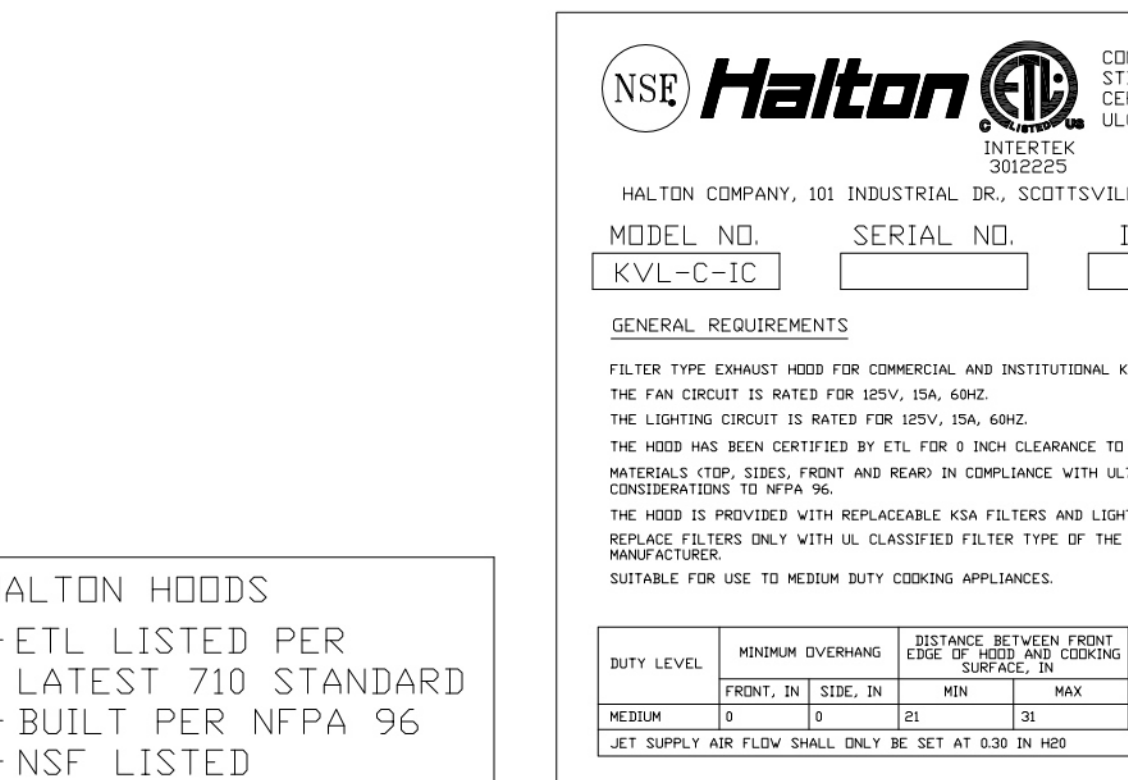 NSF
Halton
ETL
C LISTED US
INTERTEK
3012225
HALTON COMPANY, 101 INDUSTRIAL DR.,
MODEL NO. SERIAL NO.
KVL-C-IC
GENERAL REQUIREMENTS
FILTER TYPE EXHAUST HOOD FOR COMMERCIAL AND INSTITUTIONAL
THE FAN CIRCUIT IS RATED FOR 125V, 15A, 60HZ.
THE LIGHTING CIRCUIT IS RATED FOR 125V, 15A, 60HZ.
THE HOOD HAS BEEN CERTIFIED BY ETL FOR 0 INCH CLEARANCE TO
MATERIALS (TOP, SIDES, FRONT AND REAR) IN COMPLIANCE WITH
CONSIDERATIONS TO NFPA 96.
THE HOOD IS PROVIDED WITH REPLACEABLE KSA FILTERS AND
REPLACE FILTERS ONLY WITH UL CLASSIFIED FILTER TYPE OF THE
MANUFACTURER.
SUITABLE FOR USE TO MEDIUM DUTY COOKING APPLIANCES.
DUTY LEVEL MINIMUM OVERHANG DISTANCE BETWEEN FRONT
EDGE OF HOOD AND COOKING
SURFACE, IN
FRONT, IN SIDE, IN MIN MAX
MEDIUM 0 0 21 31
JET SUPPLY AIR FLOW SHALL ONLY BE SET AT 0.30 IN H20
ALTON HOODS
-ETL LISTED PER
LATEST 710 STANDARD
-BUILT PER NFPA 96
-NSF LISTED